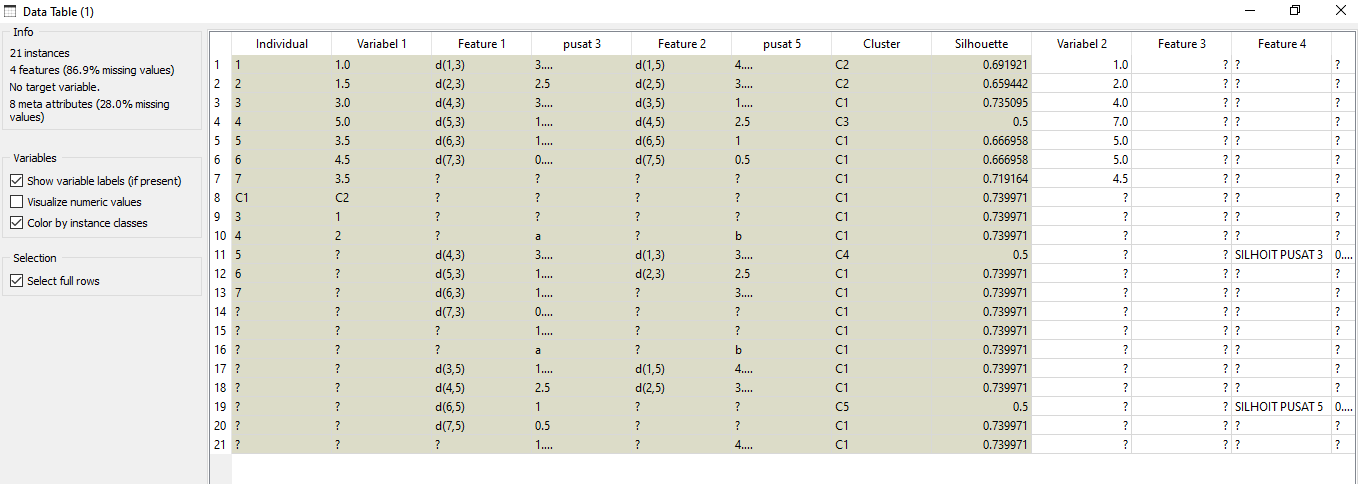 Data Table (1)
Info
21 instances
4 features (86.9% missing values)
No target variable.
8 meta attributes (28.0% missing
values)
Variables
Show variable labels (if present)
Visualize numeric values
Color by instance classes
Selection
Select full rows
Individual Variabel 1 Feature 1 pusat 3 Feature 2 pusat 5 Cluster Silhouette Variabel 2 Feature 3 Feature 4
1 1 1.0 d(1,3) 3.... d(1,5) 4.... C2 0.691921 1.0 ? ? ?
2 2 1.5 d(2,3) 2.5 d(2,5) 3.... C2 0.659442 2.0 ? ? ?
3 3 3.0 d(4,3) 3.... d(3,5) 1.... C1 0.735095 4.0 ? ? ?
4 4 5.0 d(5,3) 1.... d(4,5) 2.5 C3 0.5 7.0 ? ? ?
5 5 3.5 d(6,3) 1.... d(6,5) 1 C1 0.666958 5.0 ? ? ?
6 6 4.5 d(7,3) 0.... d(7,5) 0.5 C1 0.666958 5.0 ? ? ?
7 7 3.5 ? ? ? ? C1 0.719164 4.5 ? ? ?
8 C1 C2 ? ? ? ? C1 0.739971 ? ? ? ?
9 3 1 ? ? ? ? C1 0.739971 ? ? ? ?
10 4 2 ? a ? b C1 0.739971 ? ? ? ?
11 5 ? d(4,3) 3.... d(1,3) 3.... C4 0.5 ? ? SILHOIT PUSAT 3 0....
12 6 ? d(5,3) 1.... d(2,3) 2.5 C1 0.739971 ? ? ? ?
13 7 ? d(6,3) 1.... ? 3.... C1 0.739971 ? ? ? ?
14 ? ? d(7,3) 0.... ? ? C1 0.739971 ? ? ? ?
15 ? ? ? 1.... ? ? C1 0.739971 ? ? ? ?
16 ? ? ? a ? b C1 0.739971 ? ? ? ?
17 ? ? d(3,5) 1.... d(1,5) 4.... C1 0.739971 ? ? ? ?
18 ? ? d(4,5) 2.5 d(2,5) 3.... C1 0.739971 ? ? ? ?
19 ? ? d(6,5) 1 ? ? C5 0.5 ? ? SILHOIT PUSAT 5 0....
20 ? ? d(7,5) 0.5 ? ? C1 0.739971 ? ? ? ?
21 ? ? ? 1.... ? 4.... C1 0.739971 ? ? ? ?